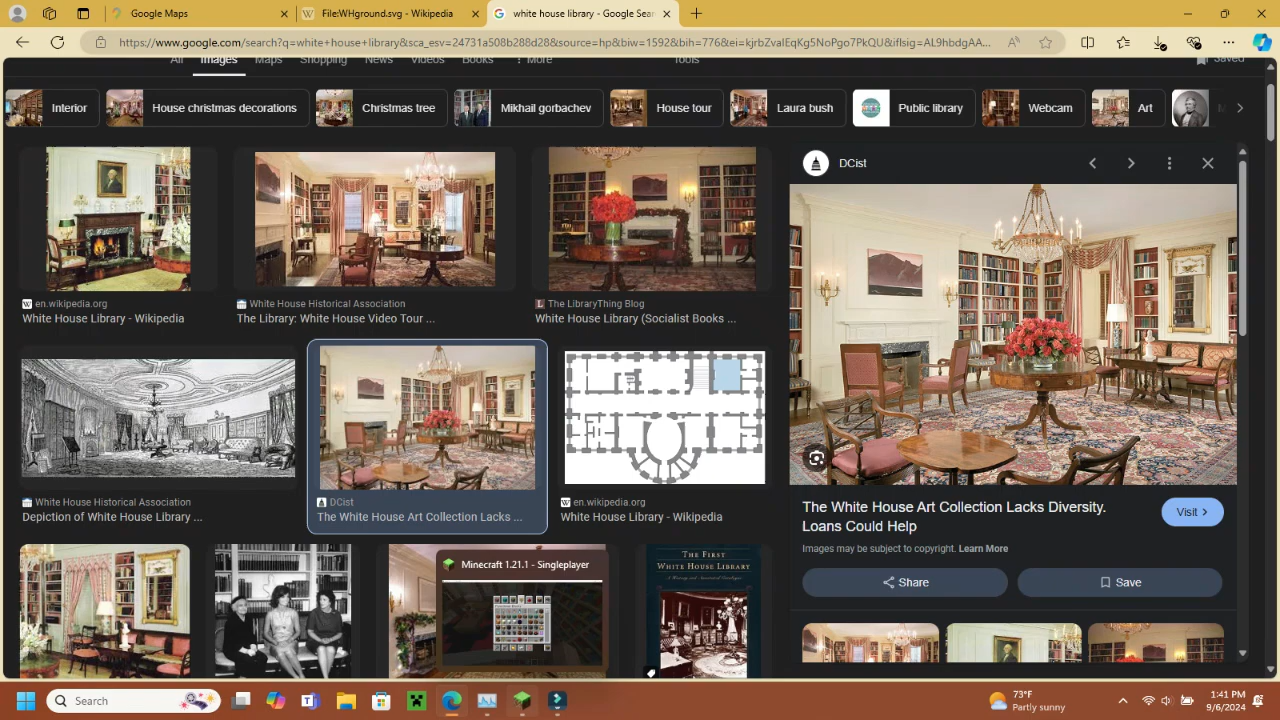 Google Maps
File:WHground.svg - Wikipedia
white house library - Google Sear
https://www.google.com/search?q=white+house+library&sca_esv=24731a508b288d28&source=hp&biw=1592&bih=776&ei=kjrbZvalEqKg5NoPgo7PkQU&iflsig=AL9hbdgAA...
All
Images
Maps
Shopping
News
Videos
Books
More
Tools
Saved
Interior
House christmas decorations
Christmas tree
Mikhail gorbachev
House tour
Laura bush
Public library
Webcam
Art
DCist
en.wikipedia.org
White House Library - Wikipedia
White House Historical Association
The Library: White House Video Tour ...
The LibraryThing Blog
White House Library (Socialist Books ...
White House Historical Association
Depiction of White House Library ...
DCist
The White House Art Collection Lacks ...
en.wikipedia.org
White House Library - Wikipedia
The White House Art Collection Lacks Diversity.
Loans Could Help
Visit
Images may be subject to copyright. Learn More
Share
Save
Minecraft 1.21.1 - Singleplayer
THE FIRST
WHITE HOUSE LIBRARY
Search
73°F
Partly sunny
1:41 PM
9/6/2024